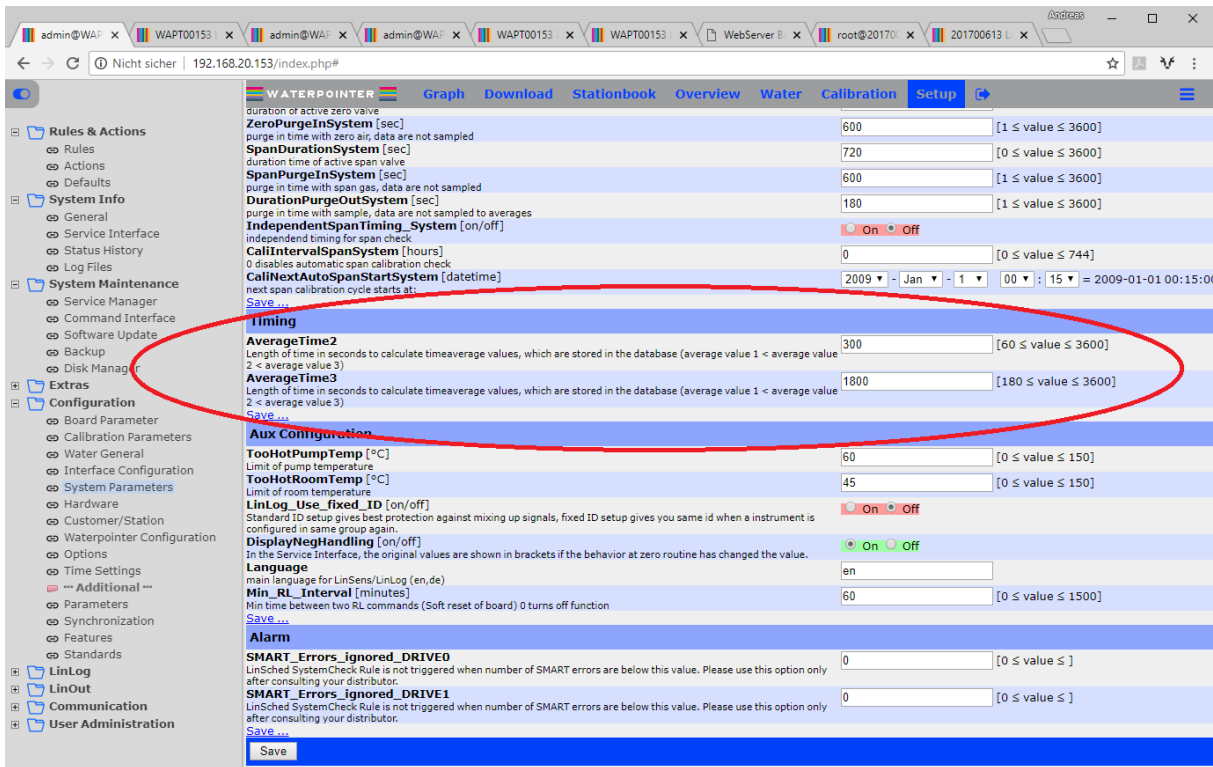 Andreas
admin@WAP
WAPT00153
admin@WAP
admin@WAP
WAPT00153
WAPT00153
WebServer B
root@20170
201700613 L
Nicht sicher | 192.168.20.153/index.php#
WATERPOINTER
Graph Download Stationbook Overview Water Calibration Setup
Rules & Actions
Rules
Actions
Defaults
System Info
General
Service Interface
Status History
Log Files
System Maintenance
Service Manager
Command Interface
Software Update
Backup
Disk Manager
Extras
Configuration
Board Parameter
Calibration Parameters
Water General
Interface Configuration
System Parameters
Hardware
Customer/Station
Waterpointer Configuration
Options
Time Settings
--- Additional ---
Parameters
Synchronization
Features
Standards
LinLog
LinOut
Communication
User Administration
duration of active zero valve
ZeroPurgeInSystem [sec]
purge in time with zero air, data are not sampled
600 [1 ≤ value ≤ 3600]
SpanDurationSystem [sec]
duration time of active span valve
720 [0 ≤ value ≤ 3600]
SpanPurgeInSystem [sec]
purge in time with span gas, data are not sampled
600 [1 ≤ value ≤ 3600]
DurationPurgeOutSystem [sec]
purge in time with sample, data are not sampled to averages
180 [1 ≤ value ≤ 3600]
IndependentSpanTiming_System [on/off]
independend timing for span check
On Off
CaliIntervalSpanSystem [hours]
0 disables automatic span calibration check
0 [0 ≤ value ≤ 744]
CaliNextAutoSpanStartSystem [datetime]
next span calibration cycle starts at:
2009 - Jan - 1 00 : 15 = 2009-01-01 00:15:00
Save ...
Timing
AverageTime2
Length of time in seconds to calculate timeaverage values, which are stored in the database (average value 1 < average value
2 < average value 3)
300 [60 ≤ value ≤ 3600]
AverageTime3
Length of time in seconds to calculate timeaverage values, which are stored in the database (average value 1 < average value
2 < average value 3)
1800 [180 ≤ value ≤ 3600]
Save ...
Aux Configuration
TooHotPumpTemp [°C]
Limit of pump temperature
60 [0 ≤ value ≤ 150]
TooHotRoomTemp [°C]
Limit of room temperature
45 [0 ≤ value ≤ 150]
LinLog_Use_fixed_ID [on/off]
Standard ID setup gives best protection against mixing up signals, fixed ID setup gives you same id when a instrument is
configured in same group again.
On Off
DisplayNegHandling [on/off]
In the Service Interface, the original values are shown in brackets if the behavior at zero routine has changed the value.
On Off
Language
main language for LinSens/LinLog (en,de)
en
Min_RL_Interval [minutes]
Min time between two RL commands (Soft reset of board) 0 turns off function
60 [0 ≤ value ≤ 1500]
Save ...
Alarm
SMART_Errors_ignored_DRIVE0
LinSched SystemCheck Rule is not triggered when number of SMART errors are below this value. Please use this option only
after consulting your distributor.
0 [0 ≤ value ≤ ]
SMART_Errors_ignored_DRIVE1
LinSched SystemCheck Rule is not triggered when number of SMART errors are below this value. Please use this option only
after consulting your distributor.
0 [0 ≤ value ≤ ]
Save ...
Save